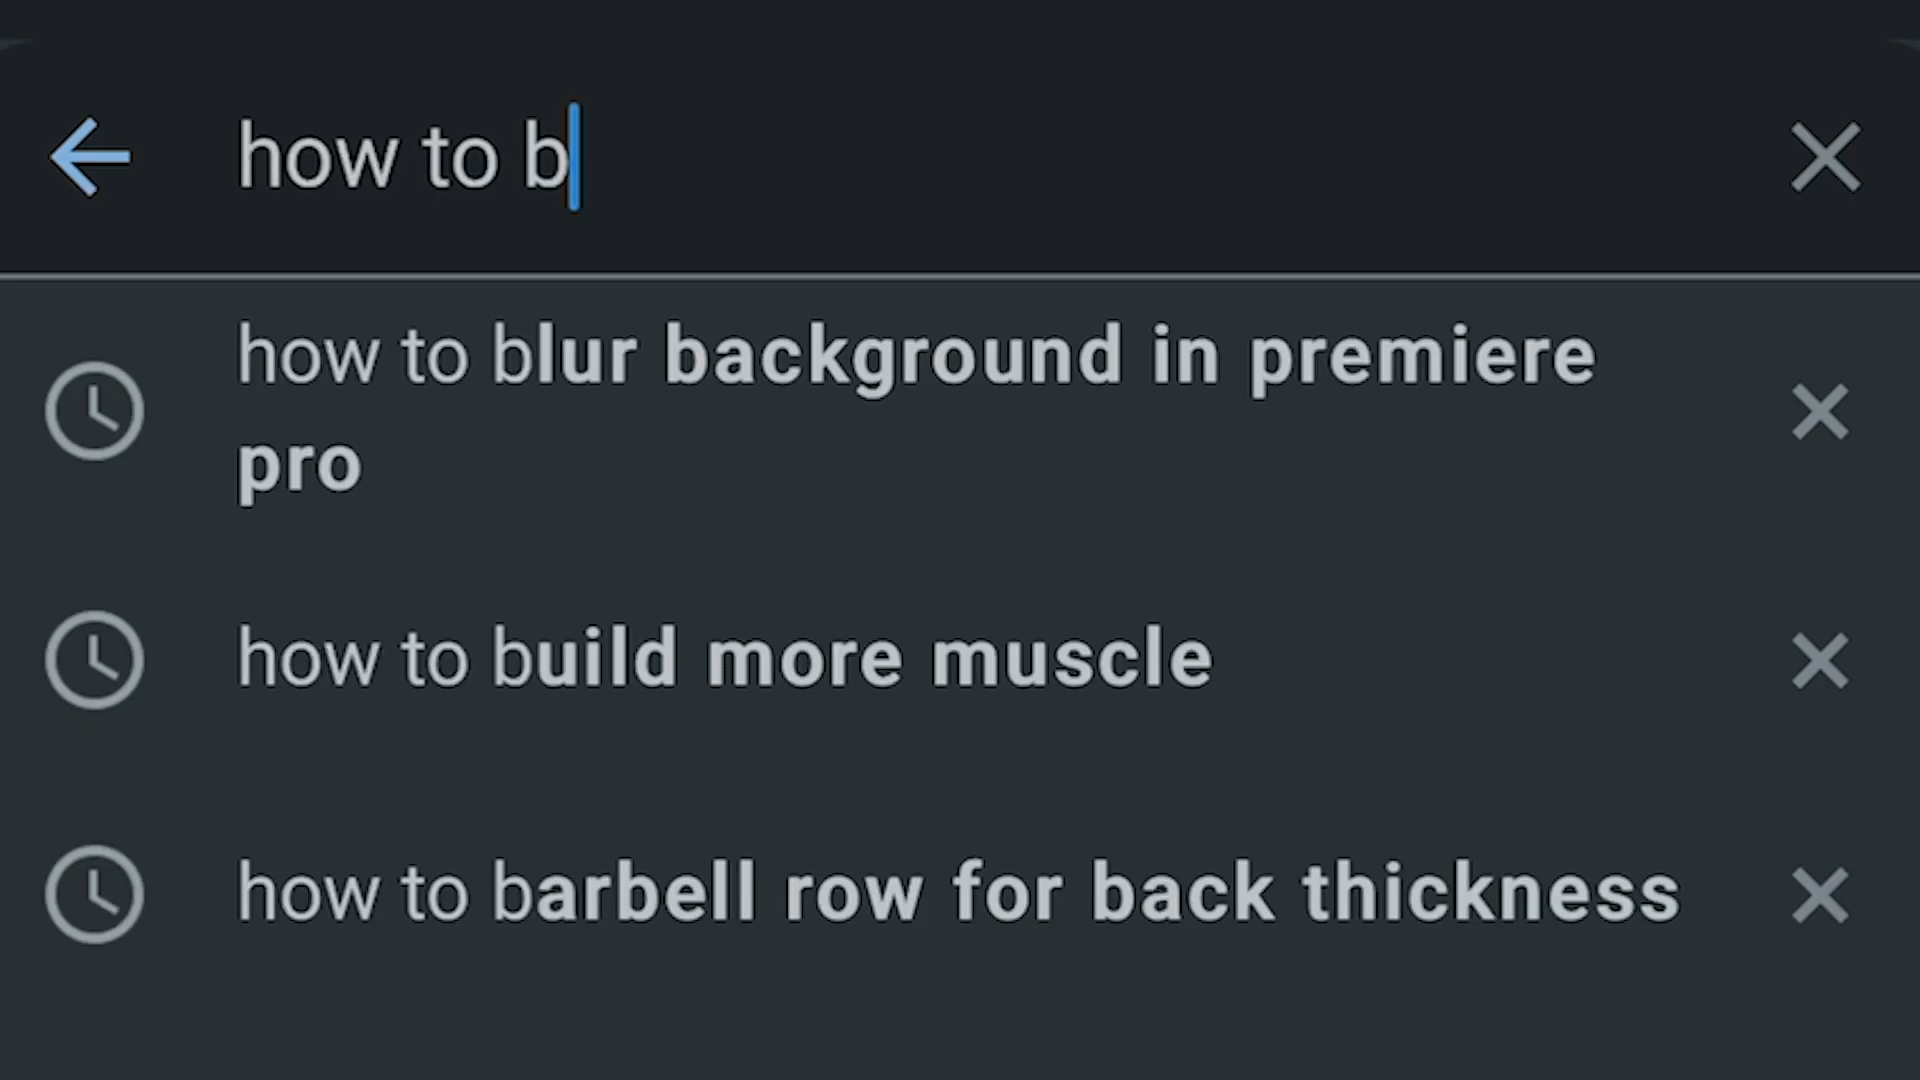 how to b
how to blur background in premiere
pro
how to build more muscle
how to barbell row for back thickness